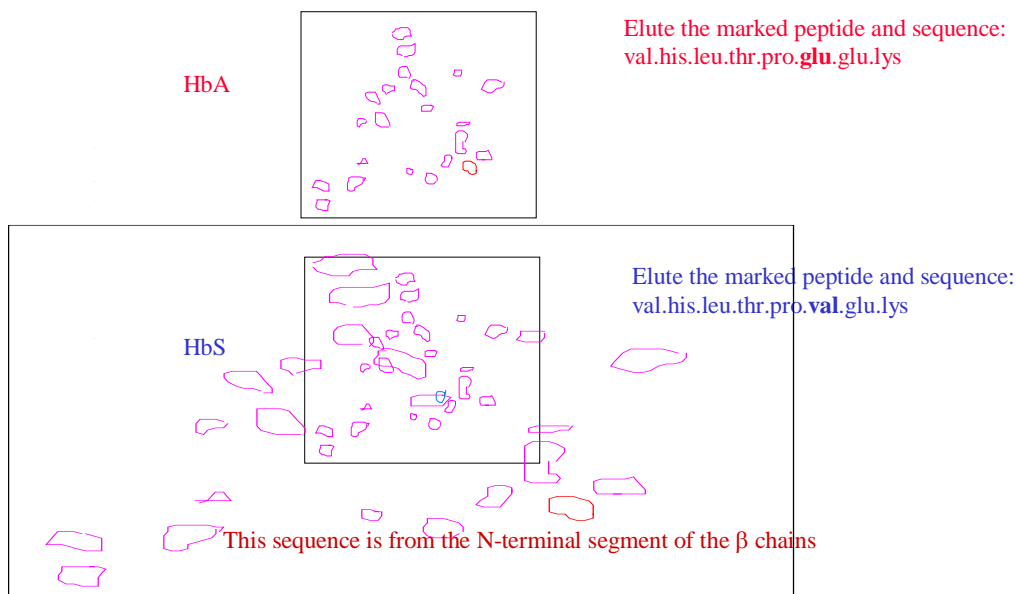 Elute the marked peptide and sequence:
val.his.leu.thr.pro.glu.glu.lys
HbA
Elute the marked peptide and sequence:
val.his.leu.thr.pro.val.glu.lys
HbS
This sequence is from the N-terminal segment of the β chains